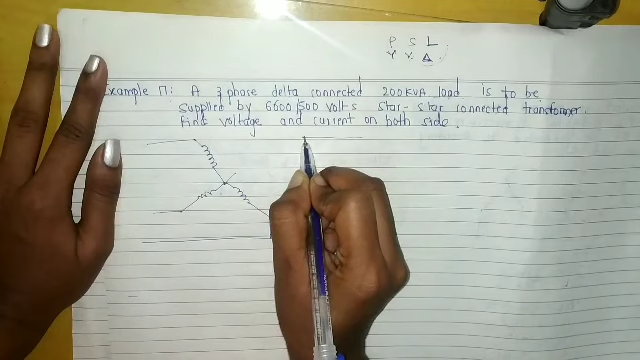 P S L
Y Y Δ
Example 17: A 3 phase delta connected 200KVA load is to be
supplied by 6600/500 volts star-star connected transformer.
Find voltage and current on both side.